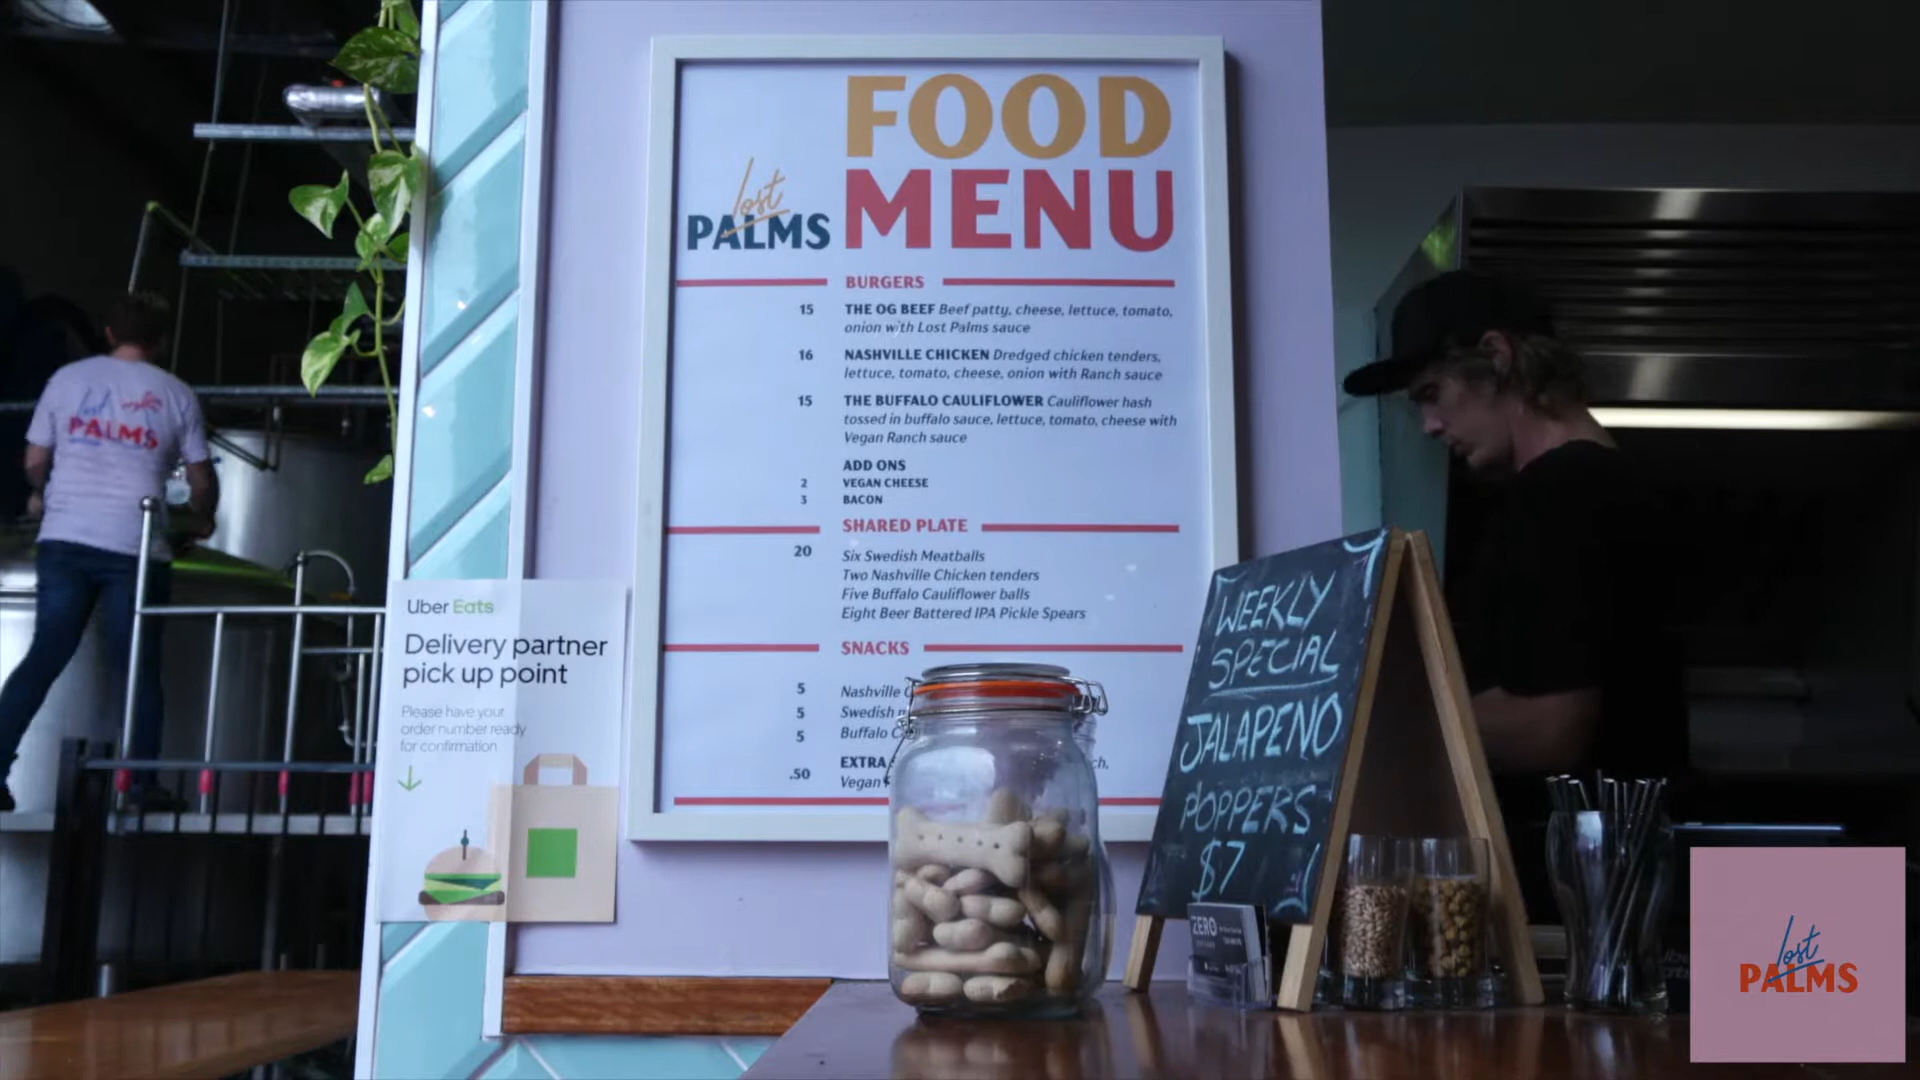 FOOD
MENU
lost
PALMS
BURGERS
15 THE OG BEEF Beef patty, cheese, lettuce, tomato,
onion with Lost Palms sauce
16 NASHVILLE CHICKEN Dredged chicken tenders,
lettuce, tomato, cheese, onion with Ranch sauce
15 THE BUFFALO CAULIFLOWER Cauliflower hash
tossed in buffalo sauce, lettuce, tomato, cheese with
Vegan Ranch sauce
ADD ONS
2 VEGAN CHEESE
3 BACON
SHARED PLATE
20 Six Swedish Meatballs
Two Nashville Chicken tenders
Five Buffalo Cauliflower balls
Eight Beer Battered IPA Pickle Spears
SNACKS
5 Nashville
5 Swedish
5 Buffalo
EXTRA
.50 Vegan
lost
PALMS
Uber Eats
Delivery partner
pick up point
Please have your
order number ready
for confirmation
WEEKLY
SPECIAL
JALAPENO
POPPERS
$7
ZERO
lost
PALMS